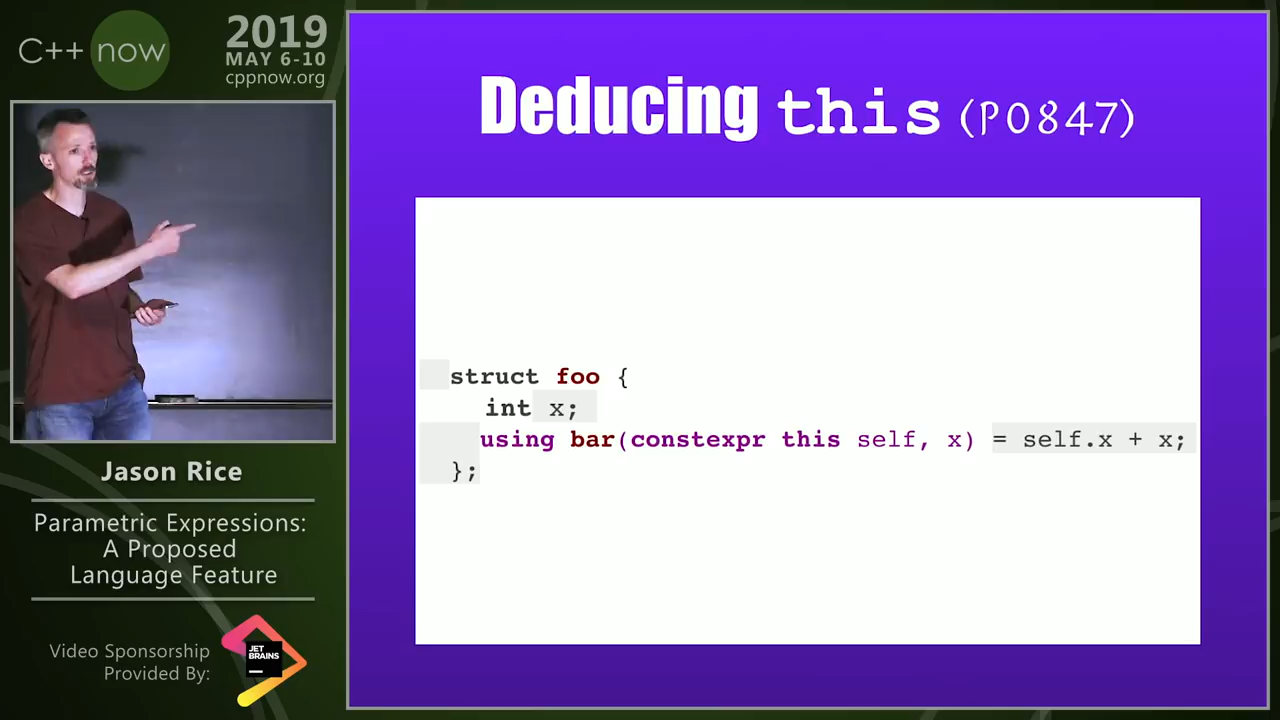 C++ now
2019
MAY 6-10
cppnow.org
Jason Rice
Parametric Expressions:
A Proposed
Language Feature
Video Sponsorship
Provided By:
JET
BRAINS
Deducing this (P0847)
struct foo {
int x;
using bar(constexpr this self, x) = self.x + x;
};